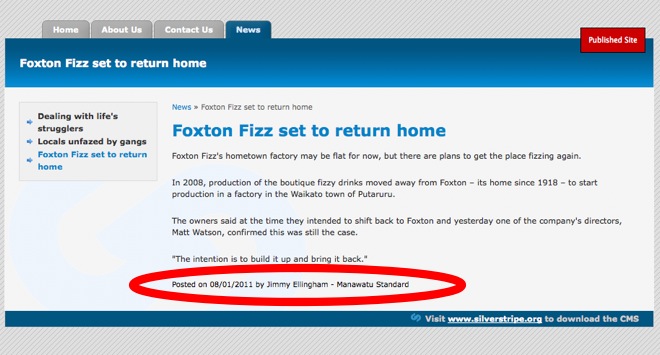 Home
About Us
Contact Us
News
Published Site
Foxton Fizz set to return home
Dealing with life's
strugglers
Locals unfazed by gangs
Foxton Fizz set to return
home
News » Foxton Fizz set to return home
Foxton Fizz set to return home
Foxton Fizz's hometown factory may be flat for now, but there are plans to get the place fizzing again.
In 2008, production of the boutique fizzy drinks moved away from Foxton – its home since 1918 – to start
production in a factory in the Waikato town of Putaruru.
The owners said at the time they intended to shift back to Foxton and yesterday one of the company's directors,
Matt Watson, confirmed this was still the case.
"The intention is to build it up and bring it back."
Posted on 08/01/2011 by Jimmy Ellingham - Manawatu Standard
Visit www.silverstripe.org to download the CMS